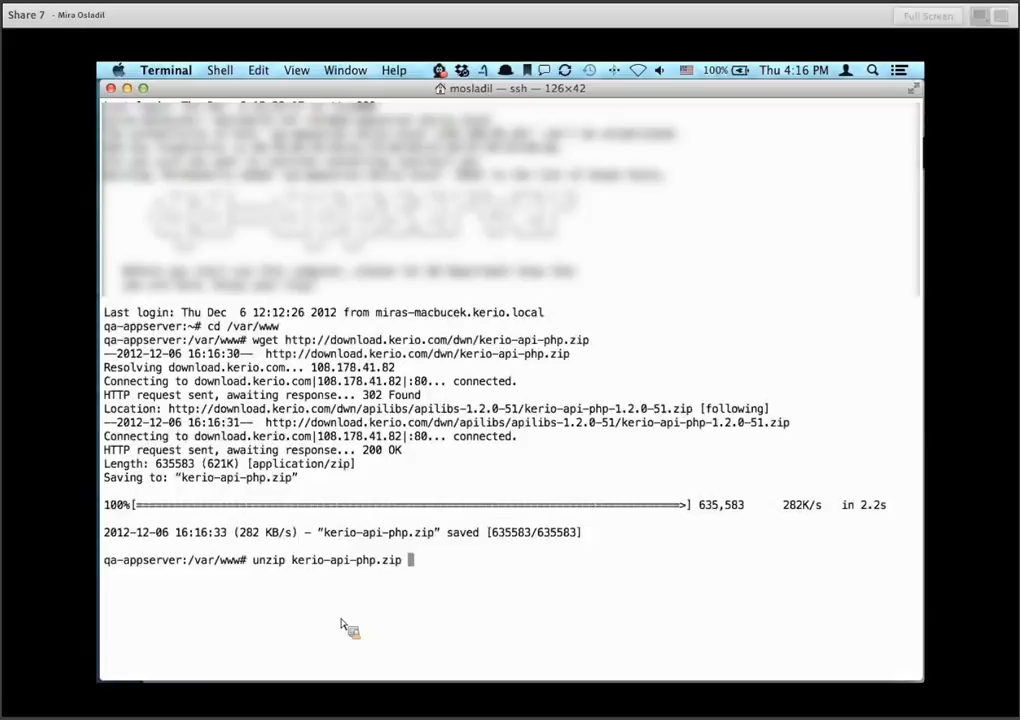 Share 7 - Mira Osladil
Full Screen
Terminal Shell Edit View Window Help 100% Thu 4:16 PM
mosladil — ssh — 126×42
Last login: Thu Dec  6 12:12:26 2012 from miras-macbucek.kerio.local
qa-appserver:~# cd /var/www
qa-appserver:/var/www# wget http://download.kerio.com/dwn/kerio-api-php.zip
--2012-12-06 16:16:30--  http://download.kerio.com/dwn/kerio-api-php.zip
Resolving download.kerio.com... 108.178.41.82
Connecting to download.kerio.com|108.178.41.82|:80... connected.
HTTP request sent, awaiting response... 302 Found
Location: http://download.kerio.com/dwn/apilibs/apilibs-1.2.0-51/kerio-api-php-1.2.0-51.zip [following]
--2012-12-06 16:16:31--  http://download.kerio.com/dwn/apilibs/apilibs-1.2.0-51/kerio-api-php-1.2.0-51.zip
Connecting to download.kerio.com|108.178.41.82|:80... connected.
HTTP request sent, awaiting response... 200 OK
Length: 635583 (621K) [application/zip]
Saving to: “kerio-api-php.zip”
100%[======================================================================================>] 635,583     282K/s   in 2.2s
2012-12-06 16:16:33 (282 KB/s) - “kerio-api-php.zip” saved [635583/635583]
qa-appserver:/var/www# unzip kerio-api-php.zip